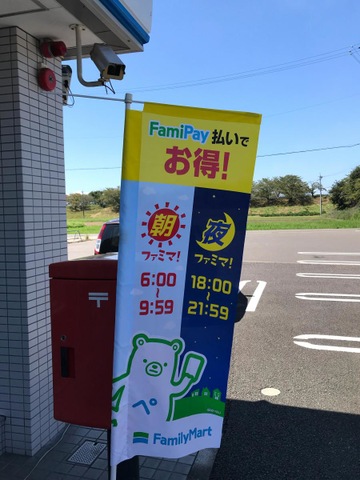 FamiPay 払いで
お得!
朝
ファミマ!
6:00
〜
9:59
夜
ファミマ!
18:00
〜
21:59
ペ
FamilyMart